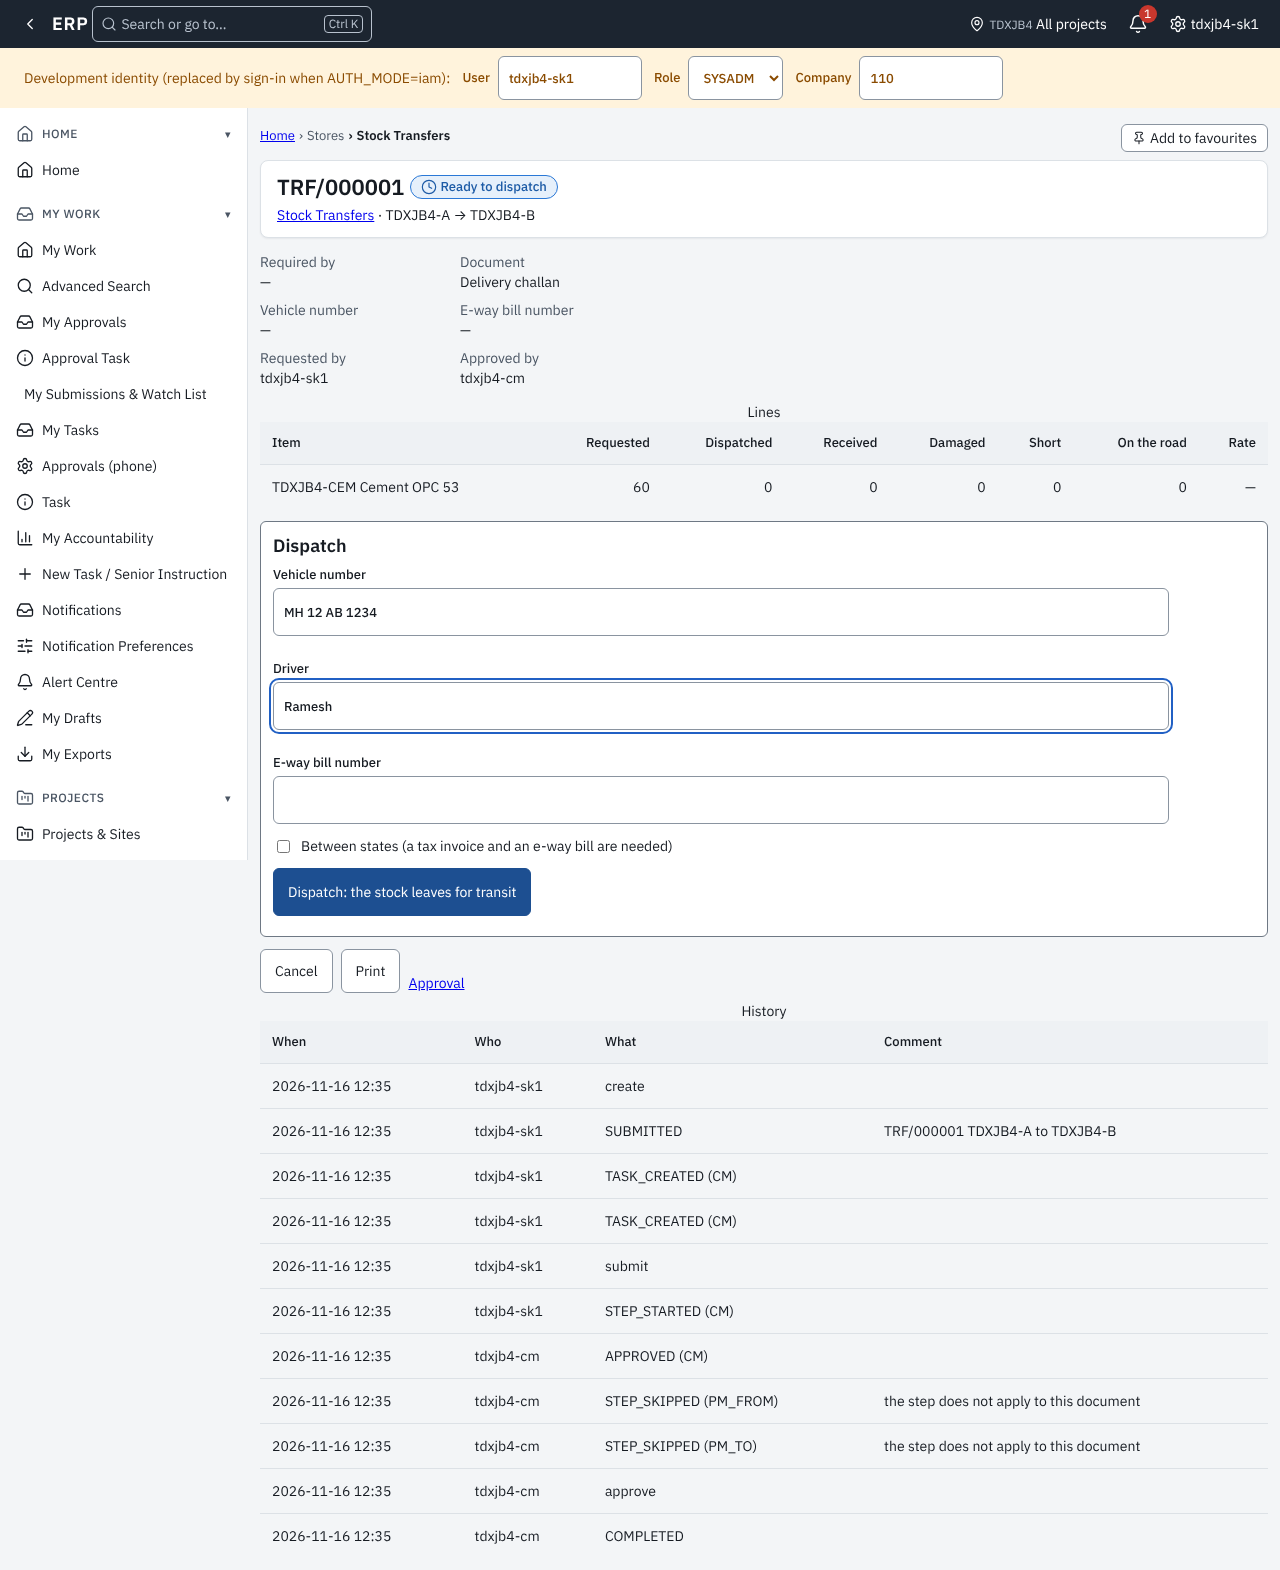 ERP
Search or go to...
Ctrl K
TDXJB4 All projects
1
tdxjb4-sk1
Development identity (replaced by sign-in when AUTH_MODE=iam):
User
tdxjb4-sk1
Role
SYSADM
Company
110
HOME
Home
MY WORK
My Work
Advanced Search
My Approvals
Approval Task
My Submissions & Watch List
My Tasks
Approvals (phone)
Task
My Accountability
New Task / Senior Instruction
Notifications
Notification Preferences
Alert Centre
My Drafts
My Exports
PROJECTS
Projects & Sites
Home › Stores › Stock Transfers
Add to favourites
TRF/000001 Ready to dispatch
Stock Transfers · TDXJB4-A → TDXJB4-B
Required by
—
Document
Delivery challan
Vehicle number
—
E-way bill number
—
Requested by
tdxjb4-sk1
Approved by
tdxjb4-cm
Lines
Item Requested Dispatched Received Damaged Short On the road Rate
TDXJB4-CEM Cement OPC 53 60 0 0 0 0 0 —
Dispatch
Vehicle number
MH 12 AB 1234
Driver
Ramesh
E-way bill number
Between states (a tax invoice and an e-way bill are needed)
Dispatch: the stock leaves for transit
Cancel
Print
Approval
History
When Who What Comment
2026-11-16 12:35 tdxjb4-sk1 create
2026-11-16 12:35 tdxjb4-sk1 SUBMITTED TRF/000001 TDXJB4-A to TDXJB4-B
2026-11-16 12:35 tdxjb4-sk1 TASK_CREATED (CM)
2026-11-16 12:35 tdxjb4-sk1 TASK_CREATED (CM)
2026-11-16 12:35 tdxjb4-sk1 submit
2026-11-16 12:35 tdxjb4-sk1 STEP_STARTED (CM)
2026-11-16 12:35 tdxjb4-cm APPROVED (CM)
2026-11-16 12:35 tdxjb4-cm STEP_SKIPPED (PM_FROM) the step does not apply to this document
2026-11-16 12:35 tdxjb4-cm STEP_SKIPPED (PM_TO) the step does not apply to this document
2026-11-16 12:35 tdxjb4-cm approve
2026-11-16 12:35 tdxjb4-cm COMPLETED